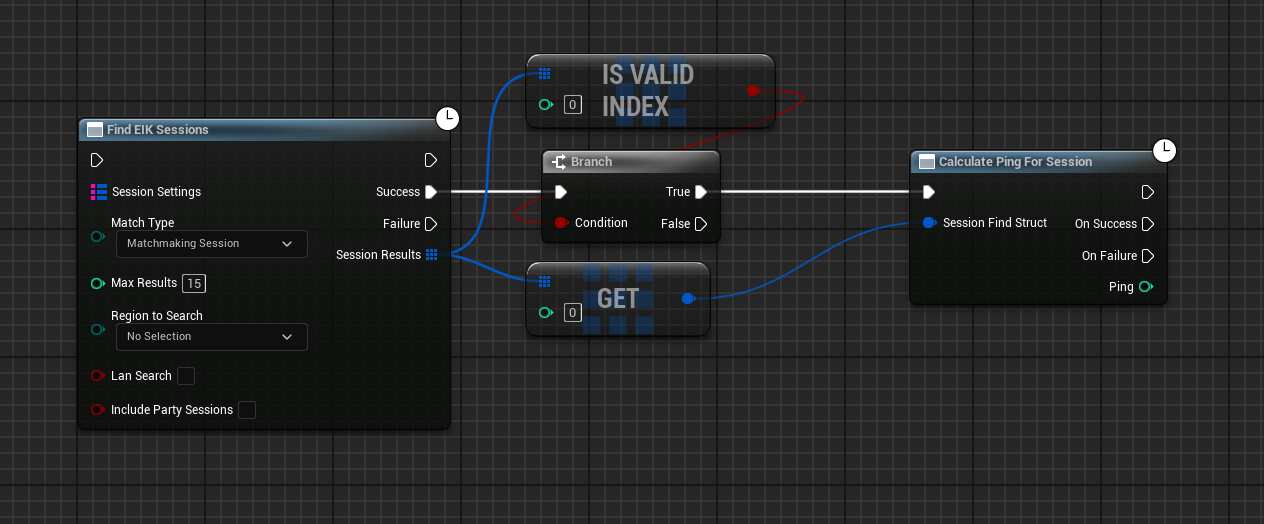 Find EIK Sessions
Session Settings
Success
Match Type
Matchmaking Session
Failure
Session Results
Max Results 15
Region to Search
No Selection
Lan Search
Include Party Sessions
IS VALID
INDEX
0
Branch
True
Condition
False
GET
0
Calculate Ping For Session
Session Find Struct
On Success
On Failure
Ping